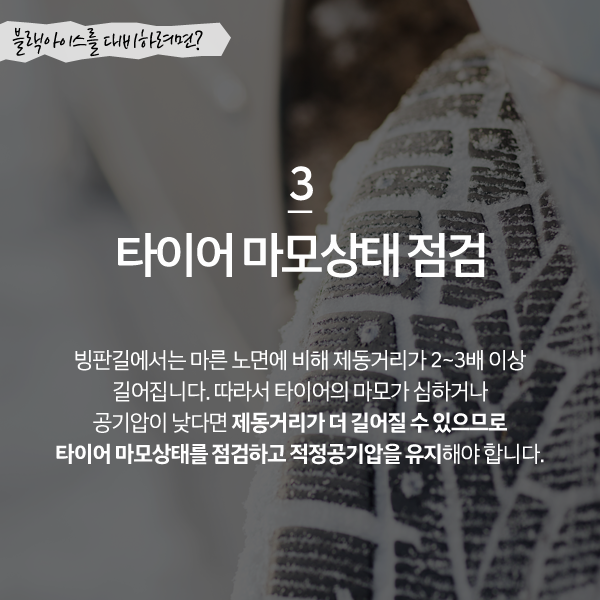 블랙아이스를 대비하려면?
3
타이어 마모상태 점검
빙판길에서는 마른 노면에 비해 제동거리가 2~3배 이상
길어집니다. 따라서 타이어의 마모가 심하거나
공기압이 낮다면 제동거리가 더 길어질 수 있으므로
타이어 마모상태를 점검하고 적정공기압을 유지해야 합니다.